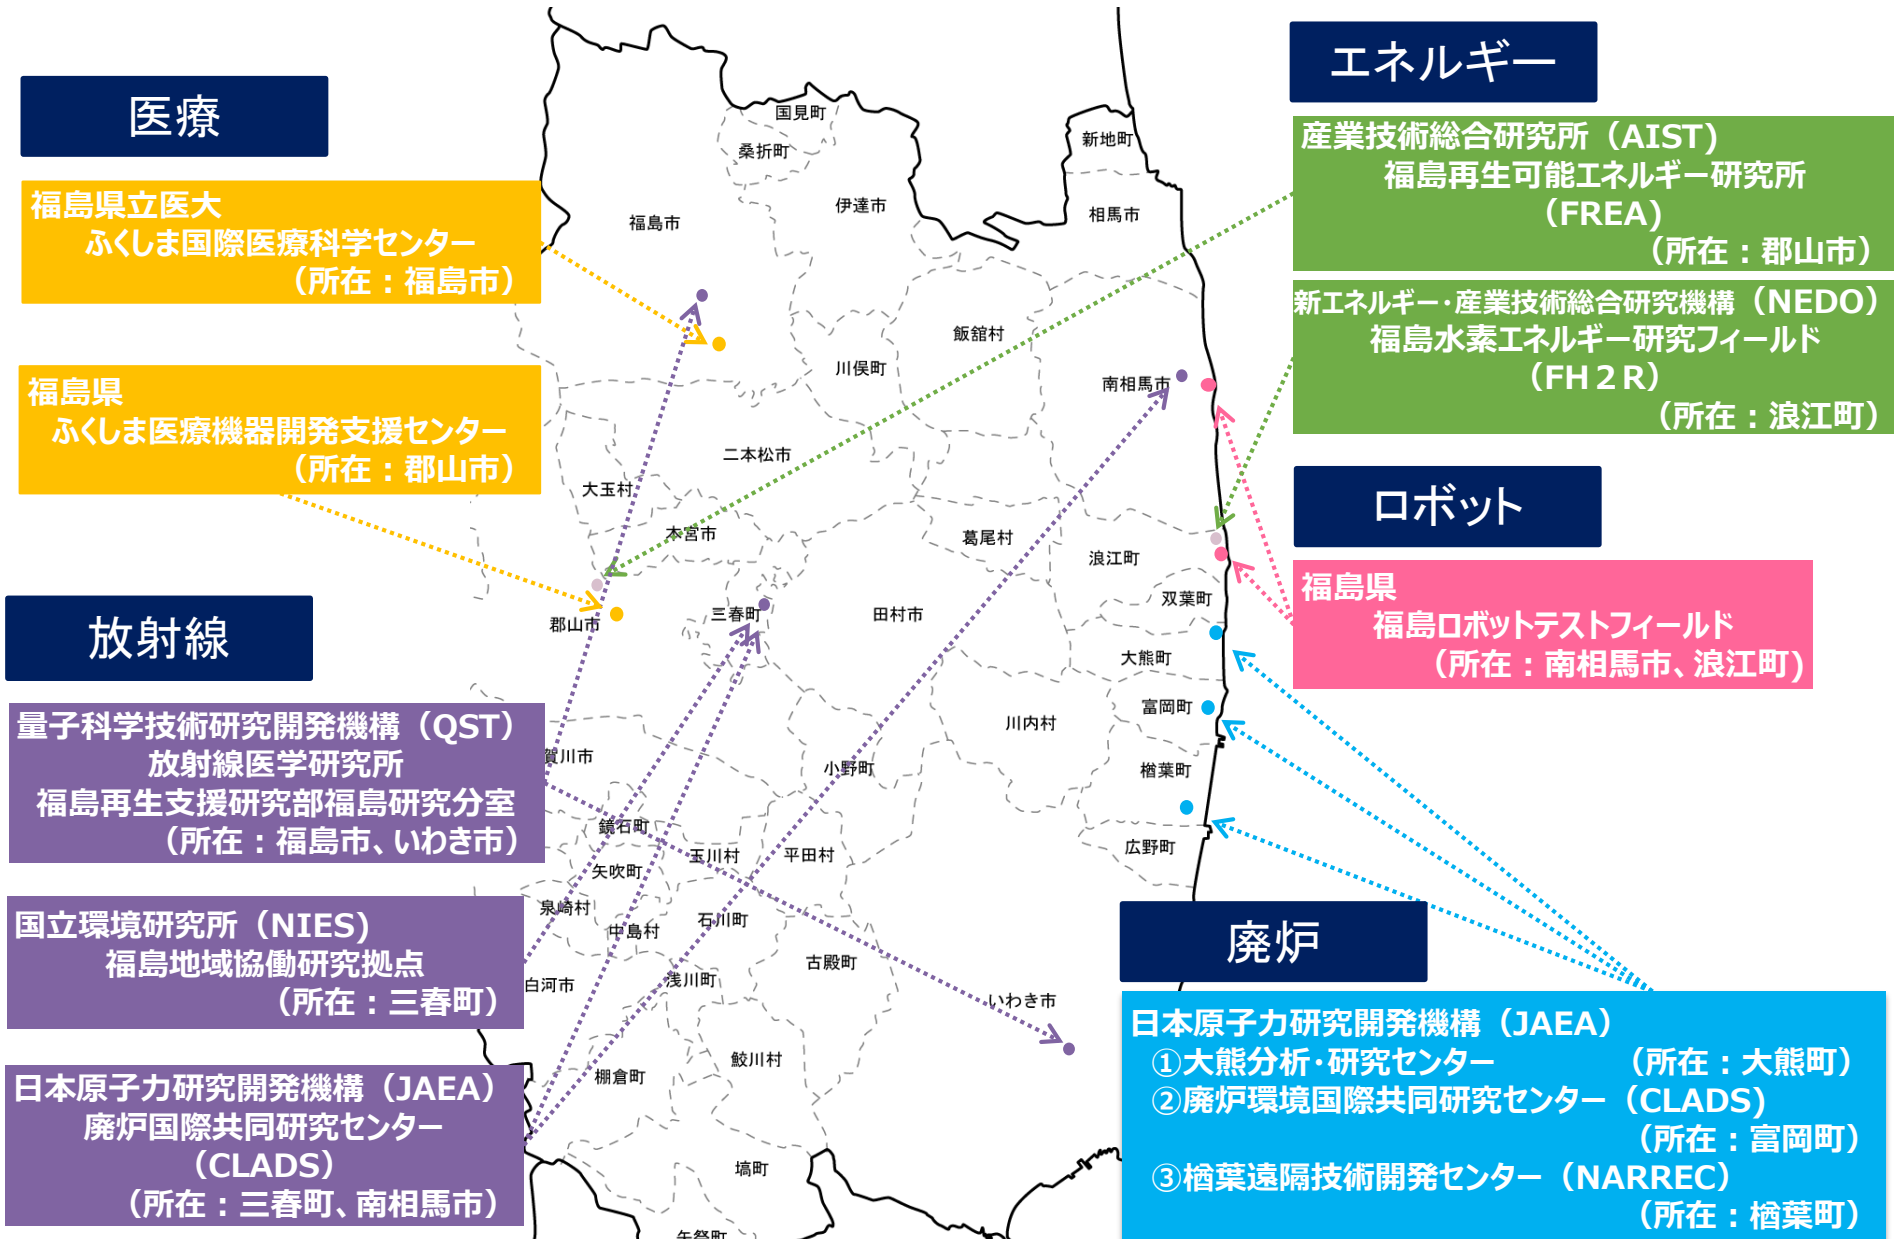 医療
福島県立医大
ふくしま国際医療科学センター
（所在：福島市）
福島県
ふくしま医療機器開発支援センター
（所在：郡山市）
放射線
量子科学技術研究開発機構（QST）
放射線医学研究所
福島再生支援研究部福島研究分室
（所在：福島市、いわき市）
国立環境研究所（NIES)
福島地域協働研究拠点
（所在：三春町）
日本原子力研究開発機構（JAEA）
廃炉国際共同研究センター
（CLADS）
（所在：三春町、南相馬市）
エネルギー
産業技術総合研究所（AIST)
福島再生可能エネルギー研究所
（FREA)
（所在：郡山市）
新エネルギー・産業技術総合研究機構（NEDO）
福島水素エネルギー研究フィールド
（FH２R）
（所在：浪江町）
ロボット
福島県
福島ロボットテストフィールド
（所在：南相馬市、浪江町)
廃炉
日本原子力研究開発機構（JAEA）
①大熊分析・研究センター　（所在：大熊町）
②廃炉環境国際共同研究センター（CLADS)
（所在：富岡町）
③楢葉遠隔技術開発センター（NARREC）
（所在：楢葉町）
国見町
桑折町
新地町
福島市
伊達市
相馬市
飯舘村
川俣町
南相馬市
二本松市
大玉村
本宮市
葛尾村
浪江町
双葉町
郡山市
三春町
田村市
大熊町
富岡町
川内村
賀川市
小野町
楢葉町
鏡石町
玉川村
平田村
広野町
矢吹町
泉崎村
中島村
石川町
古殿町
白河市
浅川町
いわき市
鮫川村
棚倉町
塙町
矢祭町